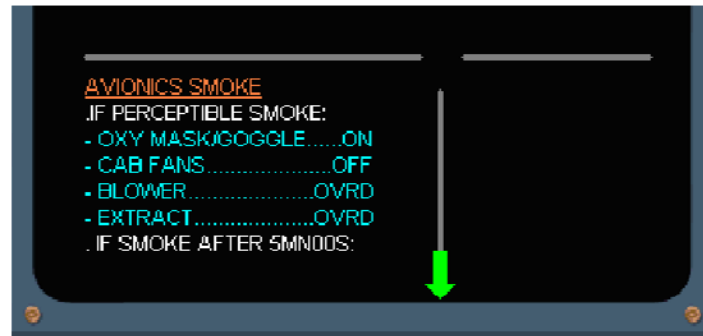 AVIONICS SMOKE
.IF PERCEPTIBLE SMOKE:
- OXY MASK/GOGGLE......ON
- CAB FANS....................OFF
- BLOWER....................OVRD
- EXTRACT...................OVRD
. IF SMOKE AFTER 5MN00S: